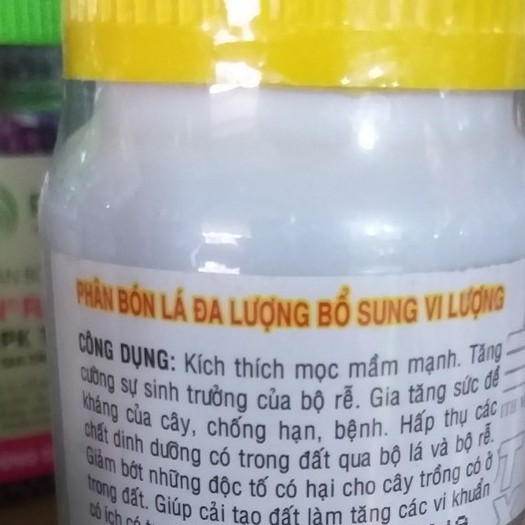 PHÂN BÓN LÁ ĐA LƯỢNG BỔ SUNG VI LƯỢNG
CÔNG DỤNG: Kích thích mọc mầm mạnh. Tăng
cường sự sinh trưởng của bộ rễ. Gia tăng sức đề
kháng của cây, chống hạn, bệnh. Hấp thụ các
chất dinh dưỡng có trong đất qua bộ lá và bộ rễ.
Giảm bớt những độc tố có hại cho cây trồng có ở
trong đất. Giúp cải tạo đất làm tăng các vi khuẩn
có ích có